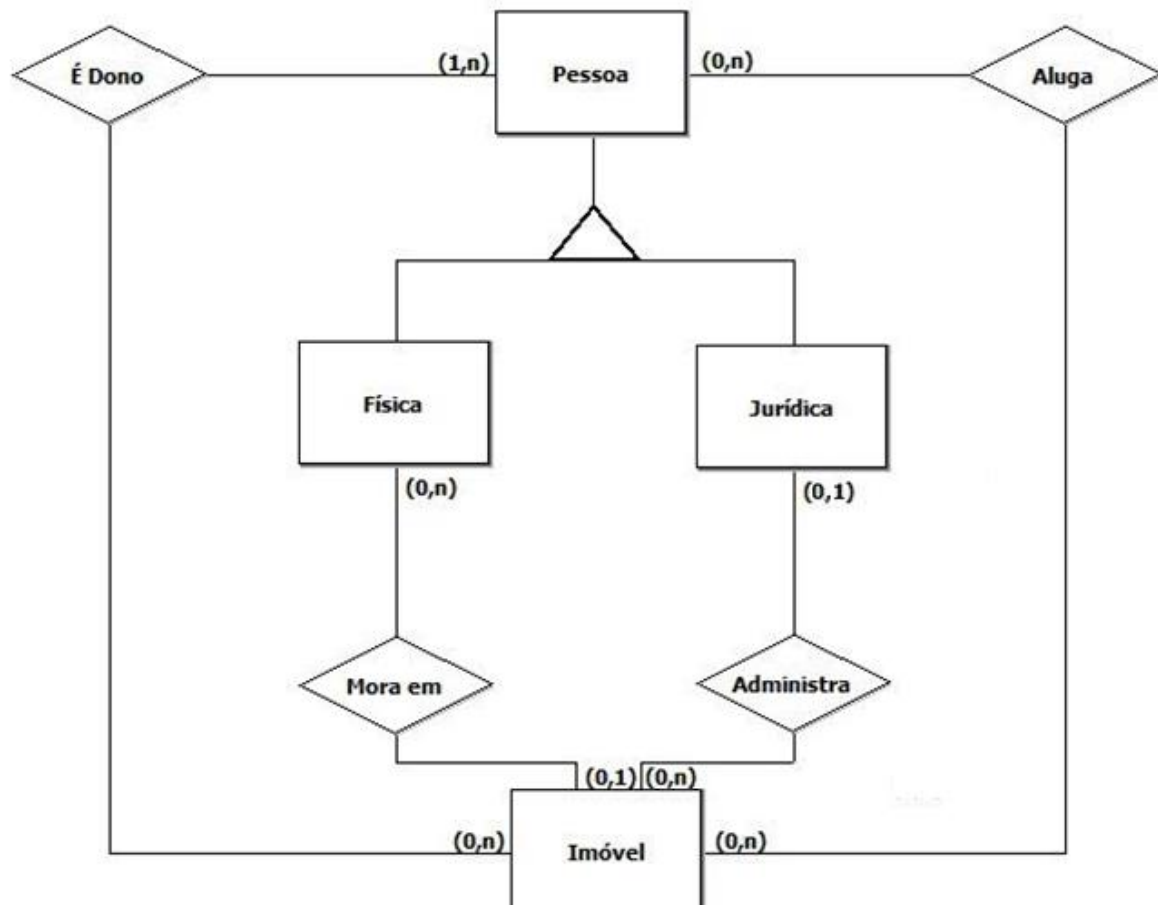 É Dono
(1,n)
Pessoa
(0,n)
Aluga
Física
Jurídica
(0,n)
(0,1)
Mora em
Administra
(0,1)
(0,n)
(0,n)
Imóvel
(0,n)